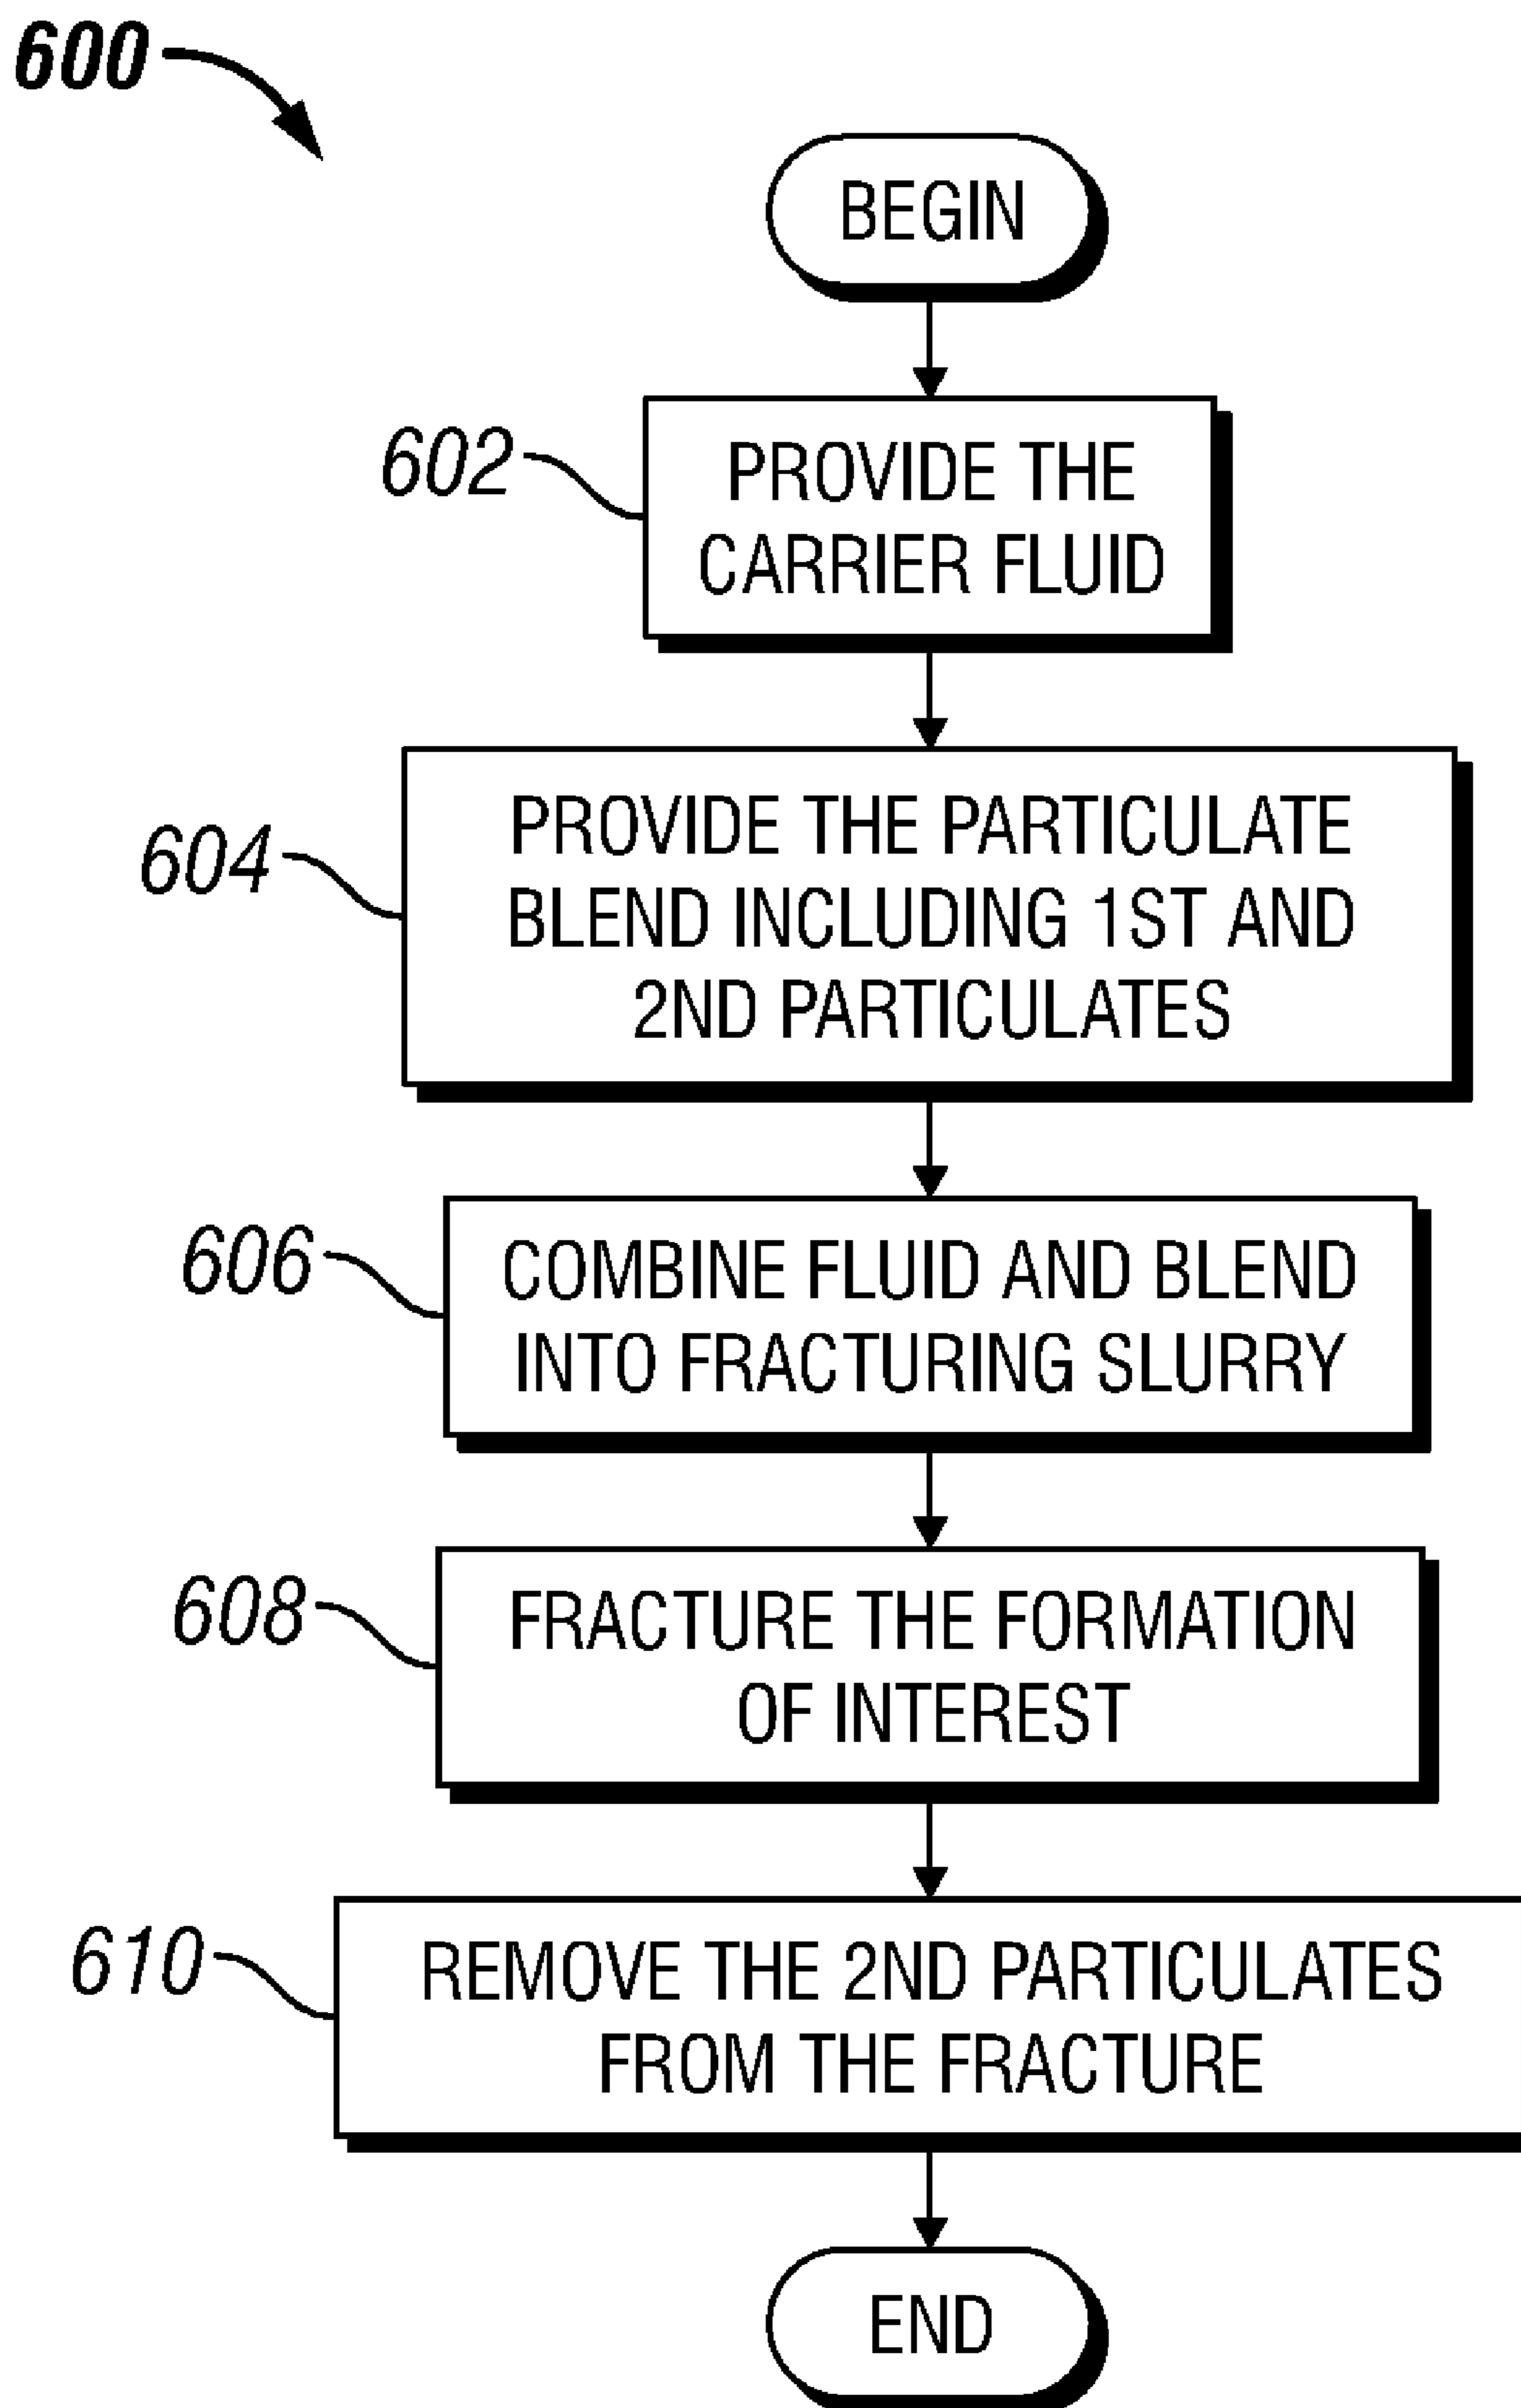 600
BEGIN
602
PROVIDE THE
CARRIER FLUID
604
PROVIDE THE PARTICULATE
BLEND INCLUDING 1ST AND
2ND PARTICULATES
606
COMBINE FLUID AND BLEND
INTO FRACTURING SLURRY
608
FRACTURE THE FORMATION
OF INTEREST
610
REMOVE THE 2ND PARTICULATES
FROM THE FRACTURE
END